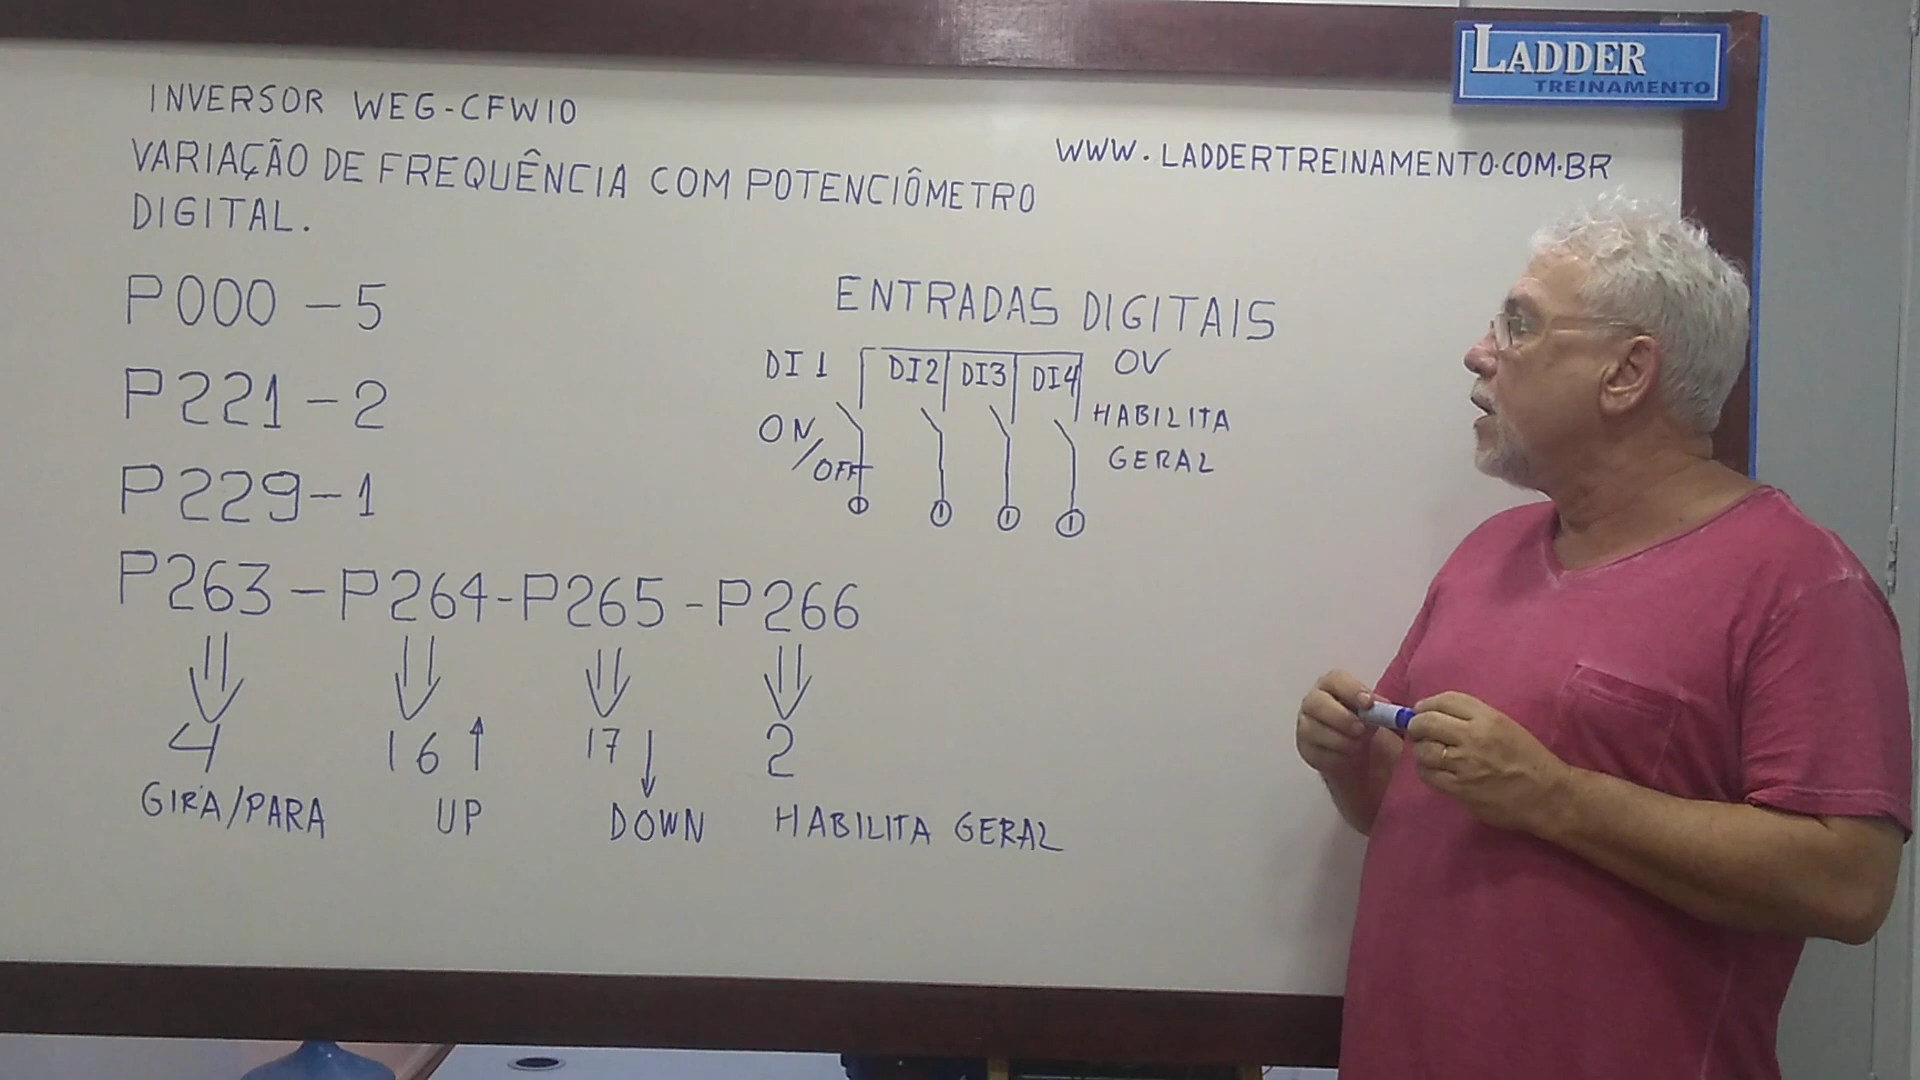 LADDER
TREINAMENTO
INVERSOR WEG-CFW10
VARIAÇÃO DE FREQUÊNCIA COM POTENCIÔMETRO
DIGITAL.
WWW.LADDERTREINAMENTO.COM.BR
P000 - 5
P221 - 2
P229 - 1
P263 - P264 - P265 - P266
4 16 ↑ 17 ↓ 2
GIRA/PARA UP DOWN HABILITA GERAL
ENTRADAS DIGITAIS
DI1 DI2 DI3 DI4 0V
ON/OFF
HABILITA
GERAL